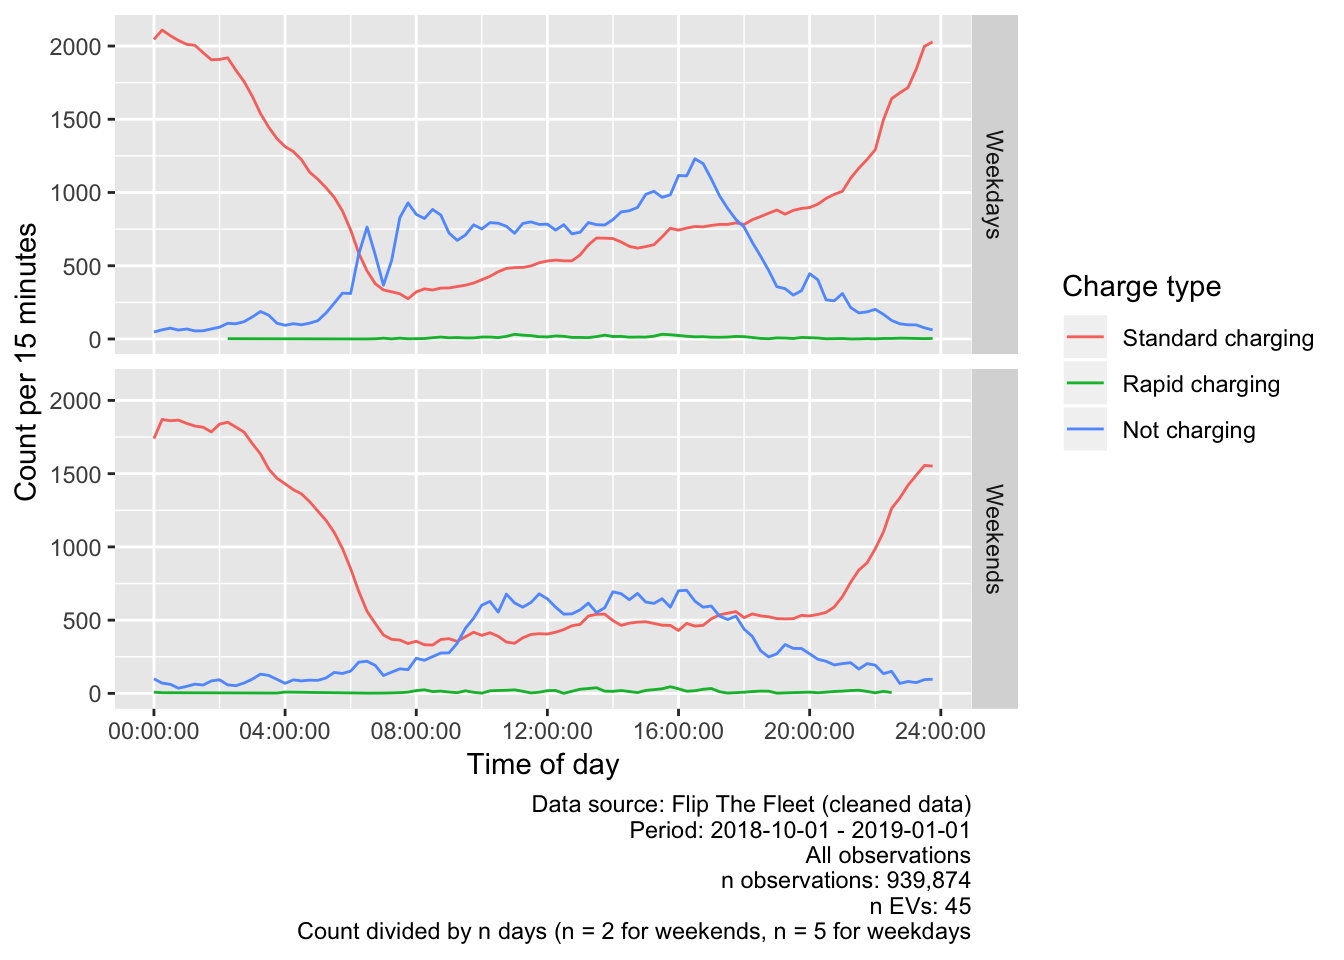 Count per 15 minutes
2000
1500
1000
500
0
Weekdays
2000
1500
1000
500
0
Weekends
00:00:00 04:00:00 08:00:00 12:00:00 16:00:00 20:00:00 24:00:00
Time of day
Charge type
Standard charging
Rapid charging
Not charging
Data source: Flip The Fleet (cleaned data)
Period: 2018-10-01 - 2019-01-01
All observations
n observations: 939,874
n EVs: 45
Count divided by n days (n = 2 for weekends, n = 5 for weekdays